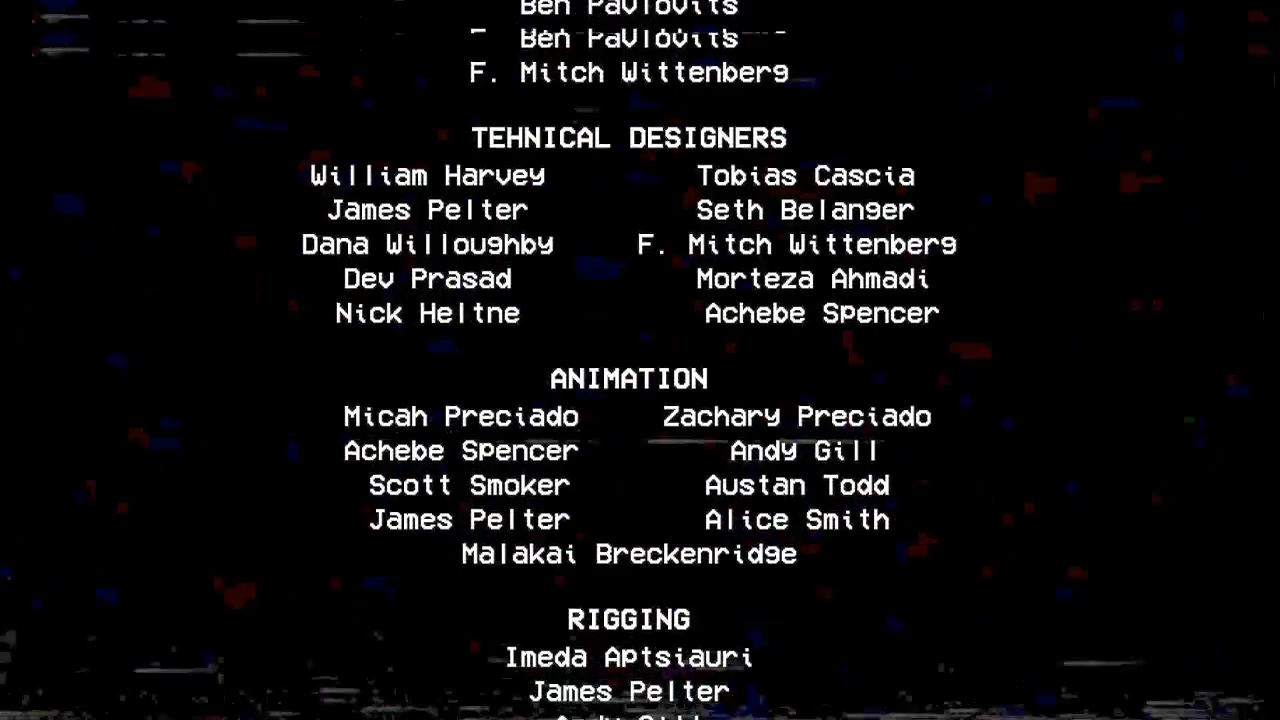 Ben Pavlovits
Ben Pavlovits
F. Mitch Wittenberg
TEHNICAL DESIGNERS
William Harvey Tobias Cascia
James Pelter Seth Belanger
Dana Willoughby F. Mitch Wittenberg
Dev Prasad Morteza Ahmadi
Nick Heltne Achebe Spencer
ANIMATION
Micah Preciado Zachary Preciado
Achebe Spencer Andy Gill
Scott Smoker Austan Todd
James Pelter Alice Smith
Malakai Breckenridge
RIGGING
Imeda Aptsiauri
James Pelter
Andy Gill